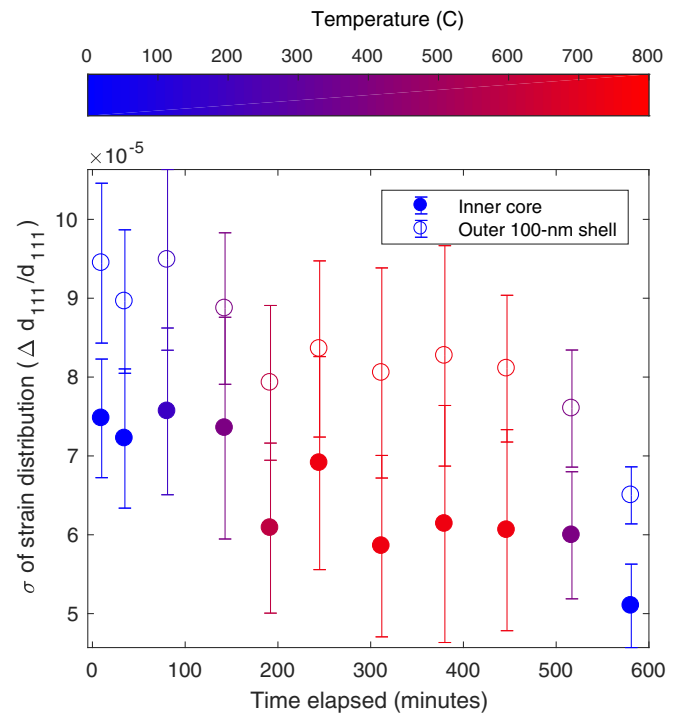 Temperature (C)
0 100 200 300 400 500 600 700 800
×10-5
10
9
8
7
6
5
σ of strain distribution (Δ d111/d111)
Inner core
Outer 100-nm shell
0 100 200 300 400 500 600
Time elapsed (minutes)